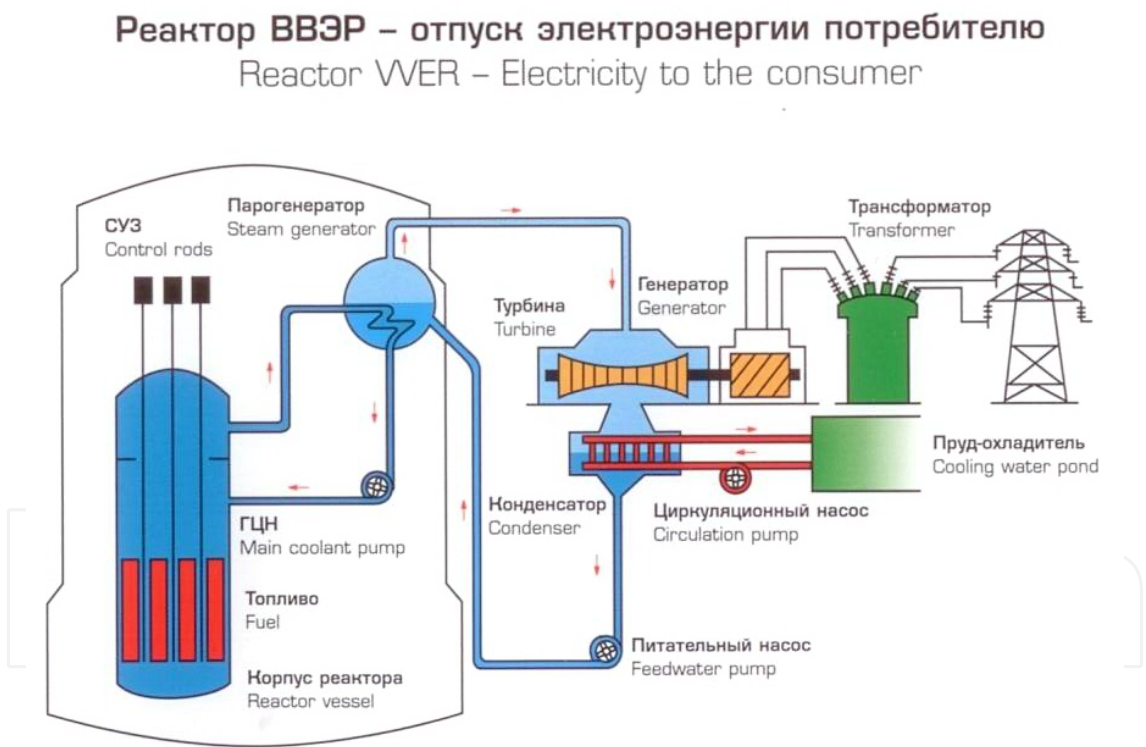 Реактор ВВЭР – отпуск электроэнергии потребителю
Reactor VVER – Electricity to the consumer
СУЗ
Control rods
Парогенератор
Steam generator
Турбина
Turbine
Генератор
Generator
Трансформатор
Transformer
Пруд-охладитель
Cooling water pond
Конденсатор
Condenser
Циркуляционный насос
Circulation pump
ГЦН
Main coolant pump
Топливо
Fuel
Питательный насос
Feedwater pump
Корпус реактора
Reactor vessel